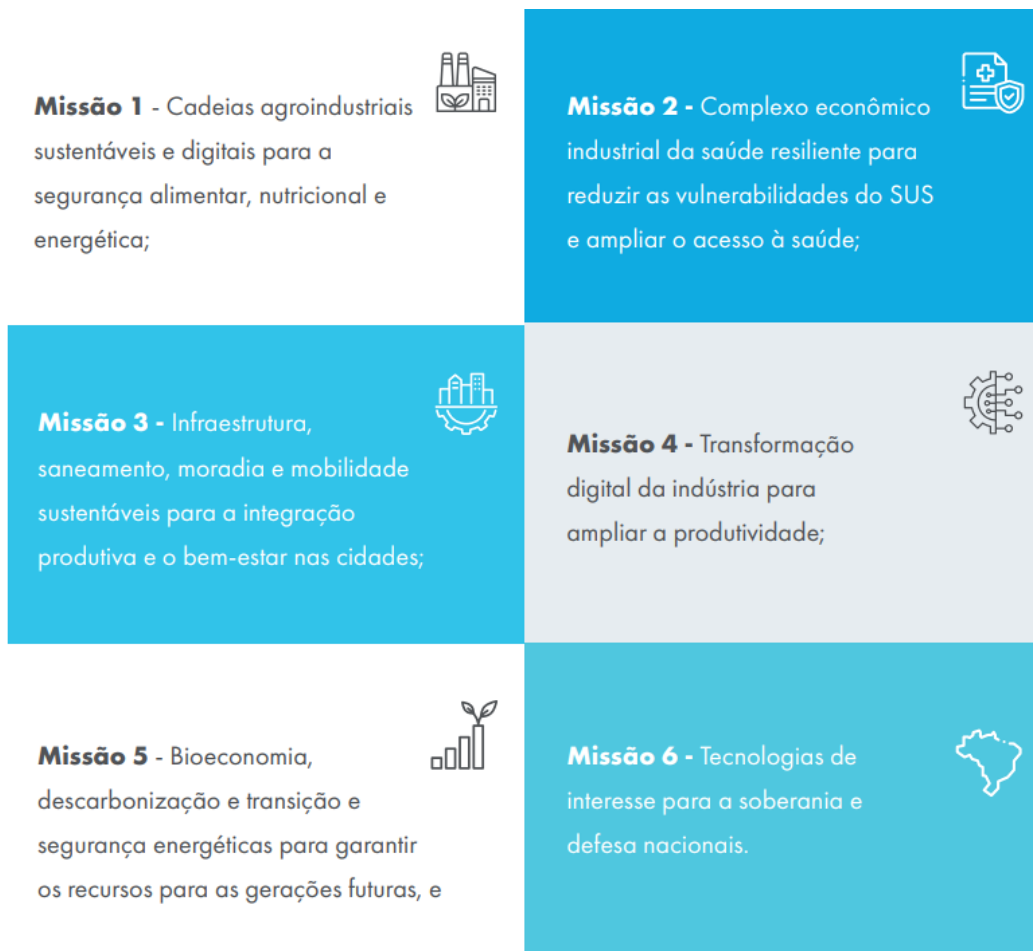 Missão 1 - Cadeias agroindustriais
sustentáveis e digitais para a
segurança alimentar, nutricional e
energética;
Missão 2 - Complexo econômico
industrial da saúde resiliente para
reduzir as vulnerabilidades do SUS
e ampliar o acesso à saúde;
Missão 3 - Infraestrutura,
saneamento, moradia e mobilidade
sustentáveis para a integração
produtiva e o bem-estar nas cidades;
Missão 4 - Transformação
digital da indústria para
ampliar a produtividade;
Missão 5 - Bioeconomia,
descarbonização e transição e
segurança energéticas para garantir
os recursos para as gerações futuras, e
Missão 6 - Tecnologias de
interesse para a soberania e
defesa nacionais.